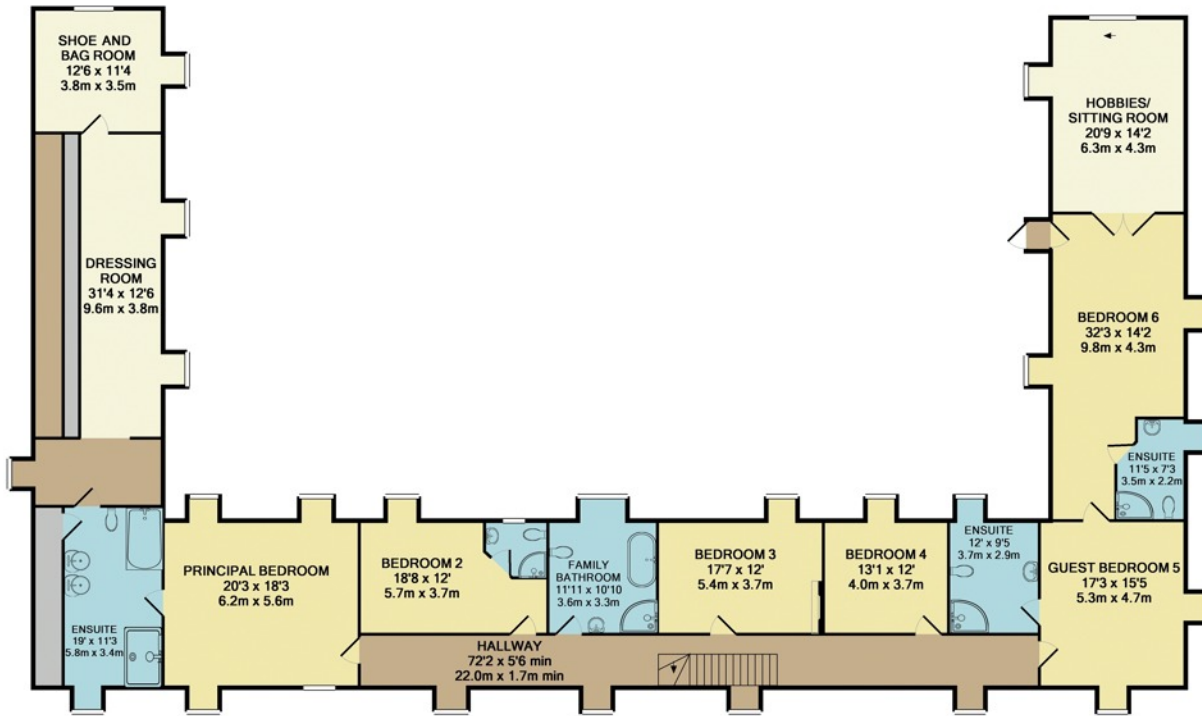 SHOE AND
BAG ROOM
12'6 x 11'4
3.8m x 3.5m
HOBBIES/
SITTING ROOM
20'9 x 14'2
6.3m x 4.3m
DRESSING
ROOM
31'4 x 12'6
9.6m x 3.8m
BEDROOM 6
32'3 x 14'2
9.8m x 4.3m
ENSUITE
11'5 x 7'3
3.5m x 2.2m
ENSUITE
19' x 11'3
5.8m x 3.4m
PRINCIPAL BEDROOM
20'3 x 18'3
6.2m x 5.6m
BEDROOM 2
18'8 x 12'
5.7m x 3.7m
FAMILY
BATHROOM
11'11 x 10'10
3.6m x 3.3m
BEDROOM 3
17'7 x 12'
5.4m x 3.7m
BEDROOM 4
13'1 x 12'
4.0m x 3.7m
ENSUITE
12' x 9'5
3.7m x 2.9m
GUEST BEDROOM 5
17'3 x 15'5
5.3m x 4.7m
HALLWAY
72'2 x 5'6 min
22.0m x 1.7m min